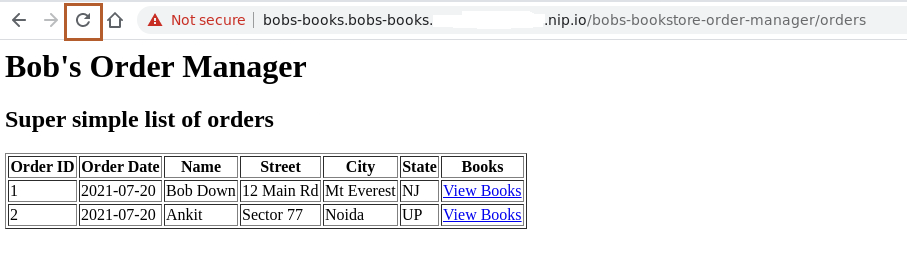 Not secure | bobs-books.bobs-books. .nip.io/bobs-bookstore-order-manager/orders
Bob's Order Manager
Super simple list of orders
Order ID Order Date Name Street City State Books
1 2021-07-20 Bob Down 12 Main Rd Mt Everest NJ View Books
2 2021-07-20 Ankit Sector 77 Noida UP View Books